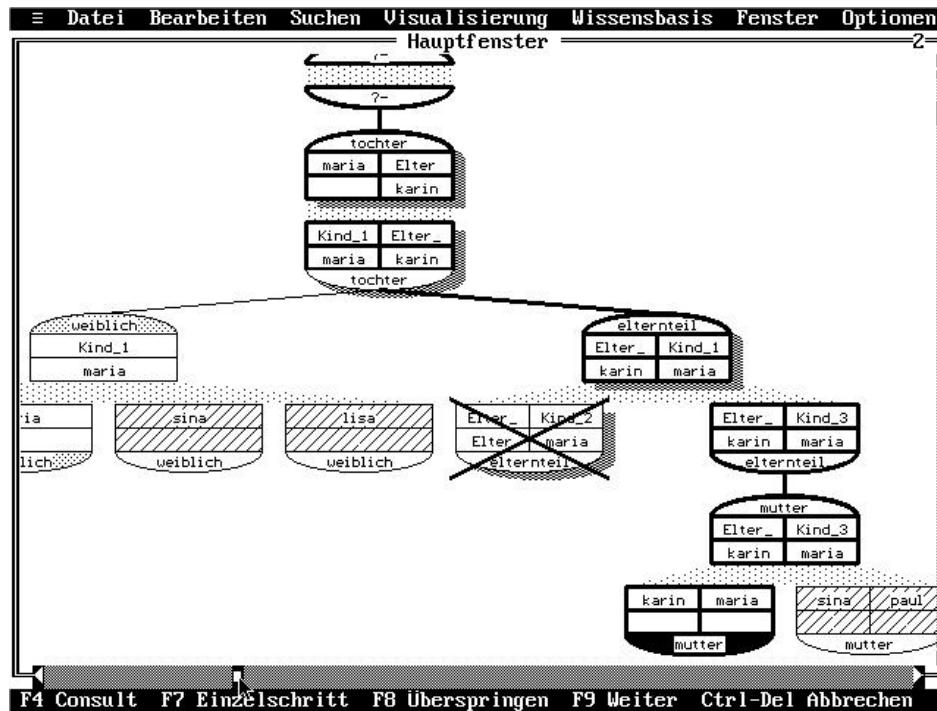 ≡ Datei Bearbeiten Suchen Visualisierung Wissensbasis Fenster Optionen
Hauptfenster 2
?-
?-
tochter
maria Elter
karin
Kind_1 Elter_
maria karin
tochter
weiblich elternteil
Kind_1 Elter_ Kind_1
maria karin maria
sina lisa Elter_ Kind_2 Elter_ Kind_3
Elter maria karin maria
weiblich weiblich elternteil elternteil
mutter
Elter_ Kind_3
karin maria
karin maria sina paul
mutter mutter
F4 Consult F7 Einzelschritt F8 Überspringen F9 Weiter Ctrl-Del Abbrechen